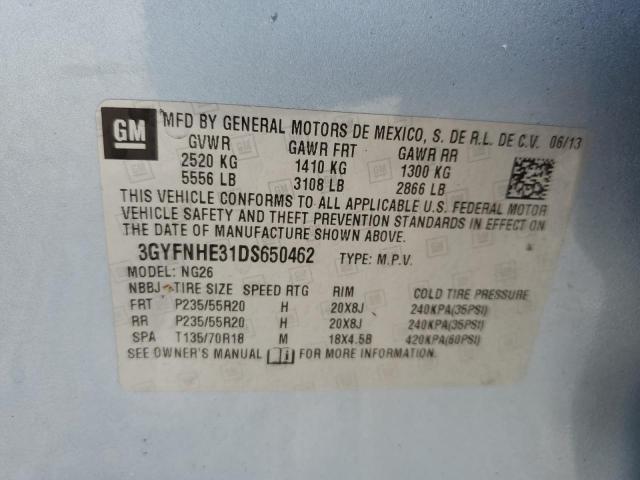 GM
MFD BY GENERAL MOTORS DE MEXICO, S. DE R.L. DE C.V. 06/13
GVWR GAWR FRT GAWR RR
2520 KG 1410 KG 1300 KG
5556 LB 3108 LB 2866 LB
THIS VEHICLE CONFORMS TO ALL APPLICABLE U.S. FEDERAL MOTOR
VEHICLE SAFETY AND THEFT PREVENTION STANDARDS IN EFFECT ON
THE DATE OF MANUFACTURE SHOWN ABOVE.
3GYFNHE31DS650462 TYPE: M.P.V.
MODEL: NG26
NBBJ TIRE SIZE SPEED RTG RIM COLD TIRE PRESSURE
FRT P235/55R20 H 20X8J 240KPA(35PSI)
RR P235/55R20 H 20X8J 240KPA(35PSI)
SPA T135/70R18 M 18X4.5B 420KPA(60PSI)
SEE OWNER'S MANUAL FOR MORE INFORMATION.